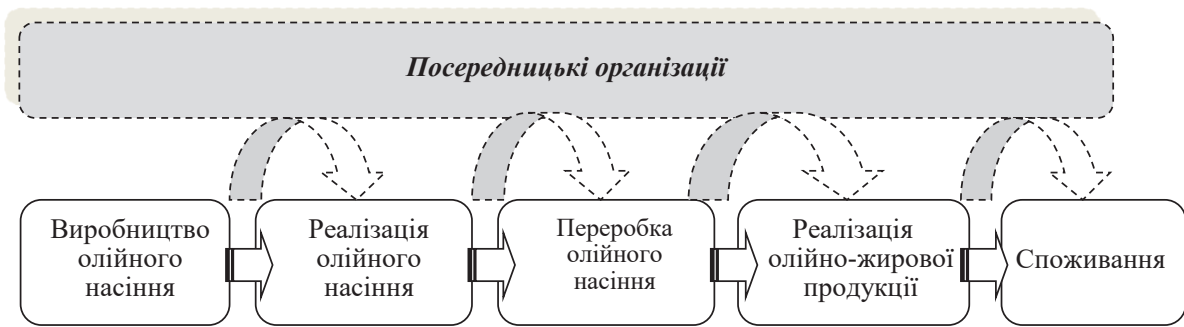 Посередницькі організації
Виробництво
олійного
насіння
Реалізація
олійного
насіння
Переробка
олійного
насіння
Реалізація
олійно-жирової
продукції
Споживання